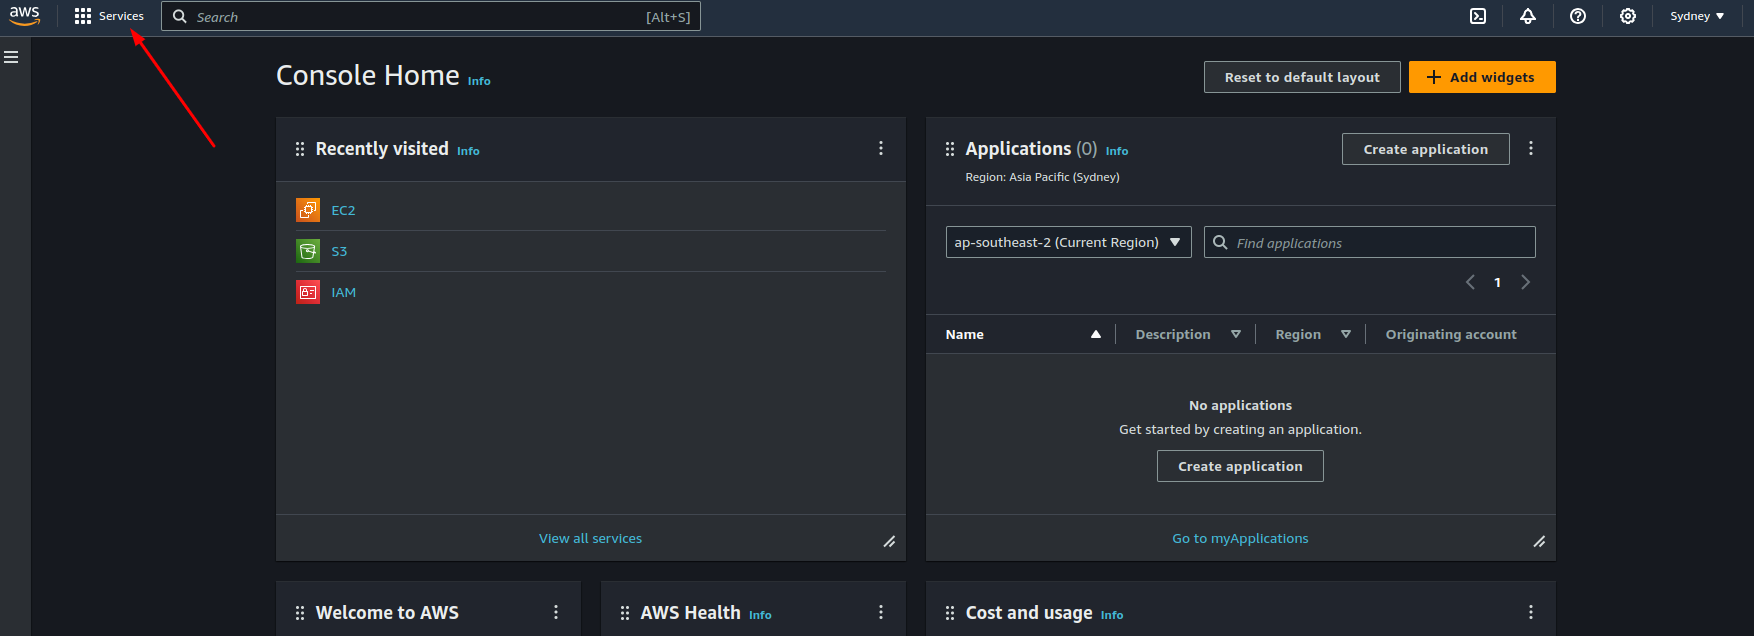 aws
Services
Search
[Alt+S]
Sydney
Console Home Info
Reset to default layout
Add widgets
Recently visited Info
EC2
S3
IAM
View all services
Applications (0) Info
Region: Asia Pacific (Sydney)
Create application
ap-southeast-2 (Current Region)
Find applications
1
Name Description Region Originating account
No applications
Get started by creating an application.
Create application
Go to myApplications
Welcome to AWS
AWS Health Info
Cost and usage Info